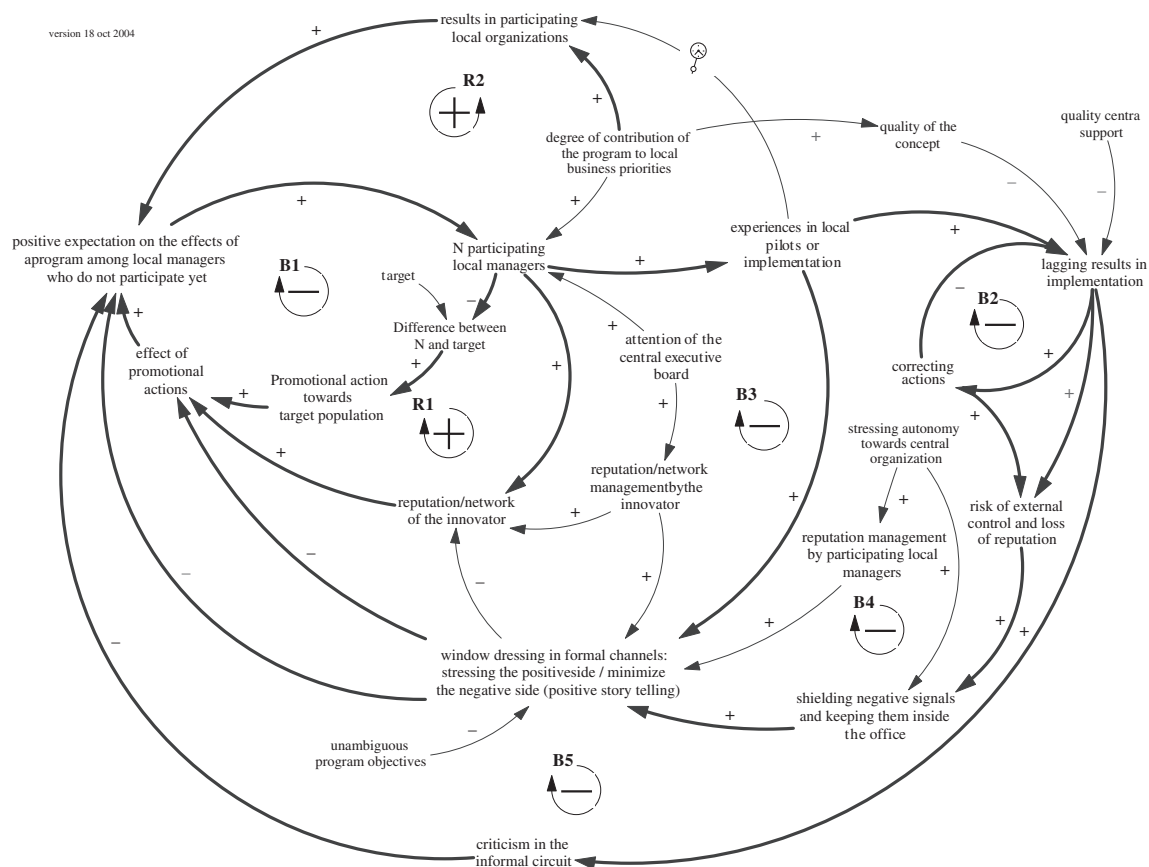 version 18 oct 2004
results in participating
local organizations
+
R2
+
+
degree of contribution of
the program to local
business priorities
+
quality of the
concept
quality centra
support
–
–
+
+
positive expectation on the effects of
aprogram among local managers
who do not participate yet
N participating
local managers
experiences in local
pilots or
implementation
+
+
lagging results in
implementation
B1
–
target
–
–
B2
–
+
Difference between
N and target
+
attention of the
central executive
board
+
effect of
promotional
actions
+
+
correcting
actions
Promotional action
towards
target population
+
R1
+
+
B3
–
+
+
stressing autonomy
towards central
organization
+
reputation/network
managementbythe
innovator
reputation/network
of the innovator
+
+
+
risk of external
control and loss
of reputation
reputation management
by participating local
managers
–
–
–
+
+
B4
–
+
+
+
–
window dressing in formal channels:
stressing the positiveside / minimize
the negative side (positive story telling)
shielding negative signals
and keeping them inside
the office
+
–
unambiguous
program objectives
B5
–
criticism in the
informal circuit